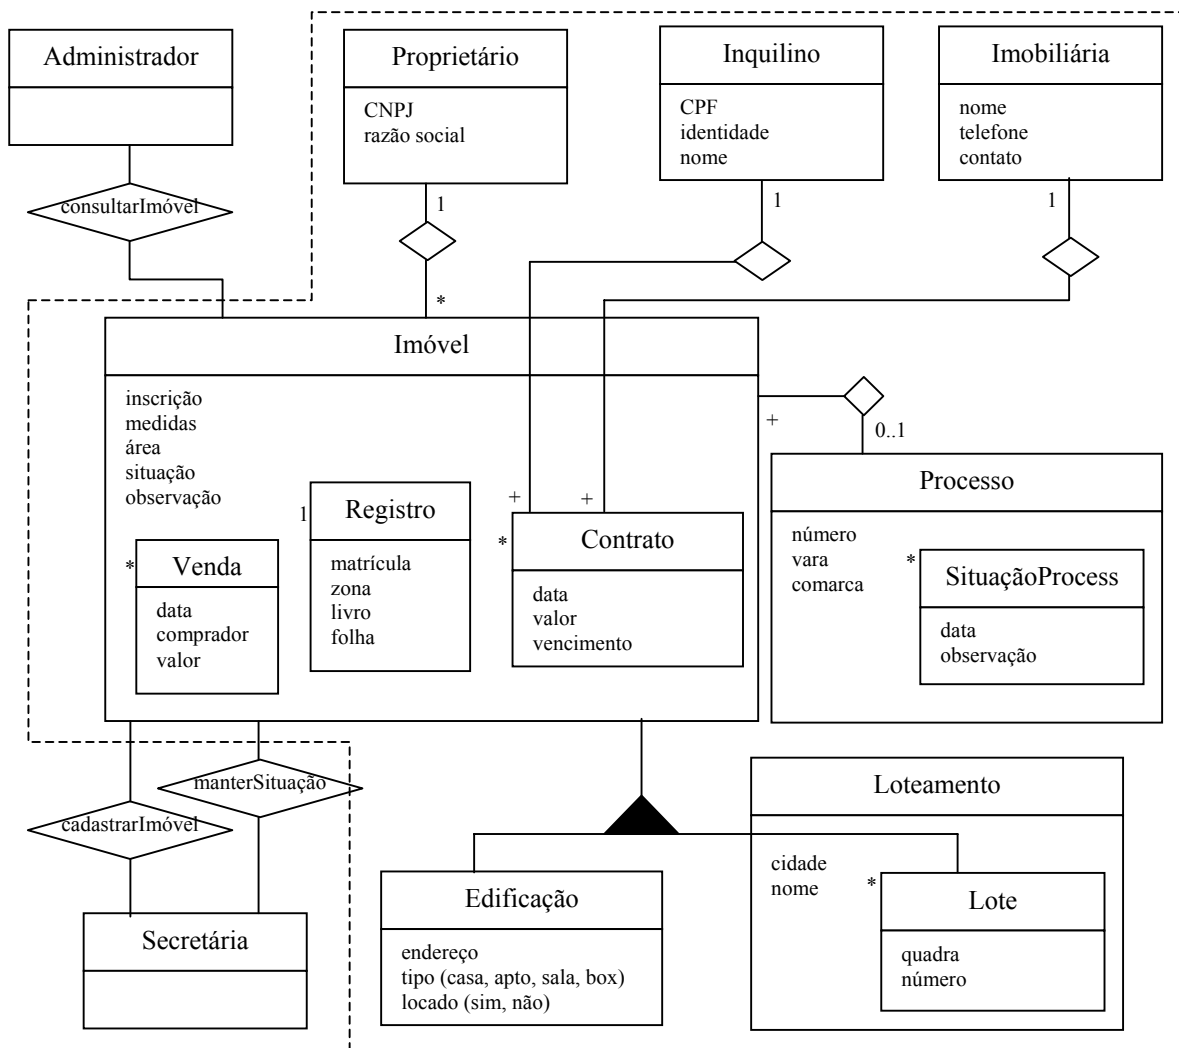 Administrador
Proprietário
CNPJ
razão social
Inquilino
CPF
identidade
nome
Imobiliária
nome
telefone
contato
consultarImóvel
1
*
1
1
Imóvel
inscrição
medidas
área
situação
observação
+
0..1
1
Registro
matrícula
zona
livro
folha
*
Venda
data
comprador
valor
+
+
*
Contrato
data
valor
vencimento
Processo
número
vara
comarca
*
SituaçãoProcess
data
observação
manterSituação
cadastrarImóvel
Secretária
Edificação
endereço
tipo (casa, apto, sala, box)
locado (sim, não)
Loteamento
cidade
nome
*
Lote
quadra
número